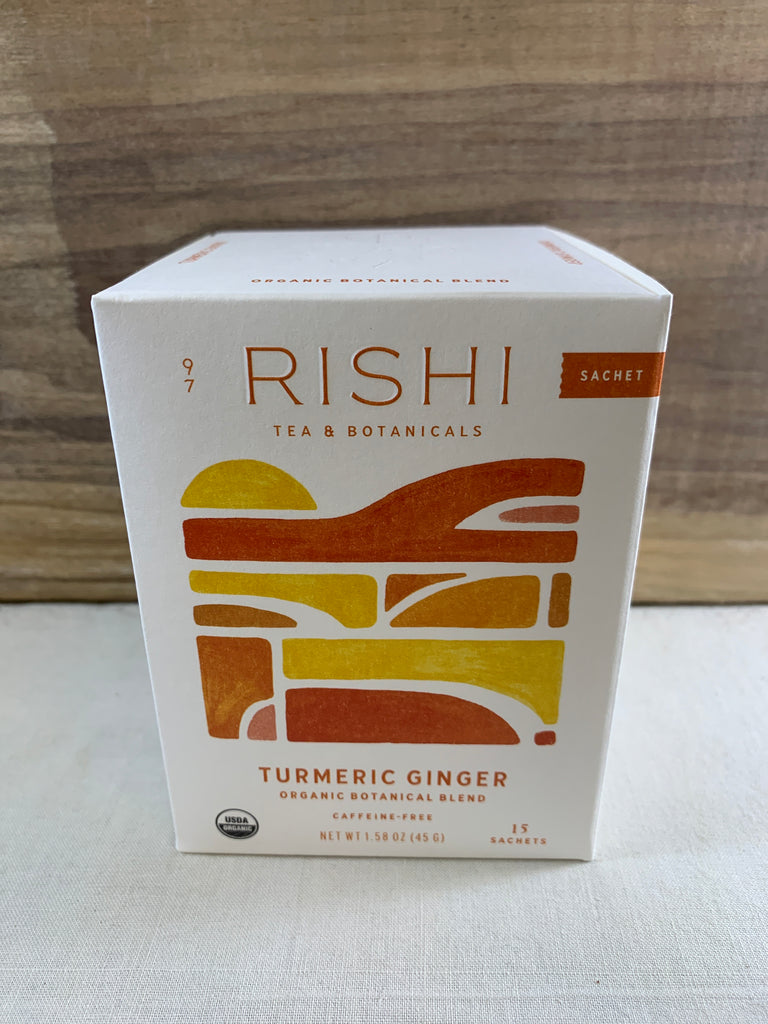 ORGANIC BOTANICAL BLEND
9
7
RISHI
SACHET
TEA & BOTANICALS
TURMERIC GINGER
ORGANIC BOTANICAL BLEND
CAFFEINE-FREE
USDA
ORGANIC
NET WT 1.58 OZ (45 G)
15
SACHETS